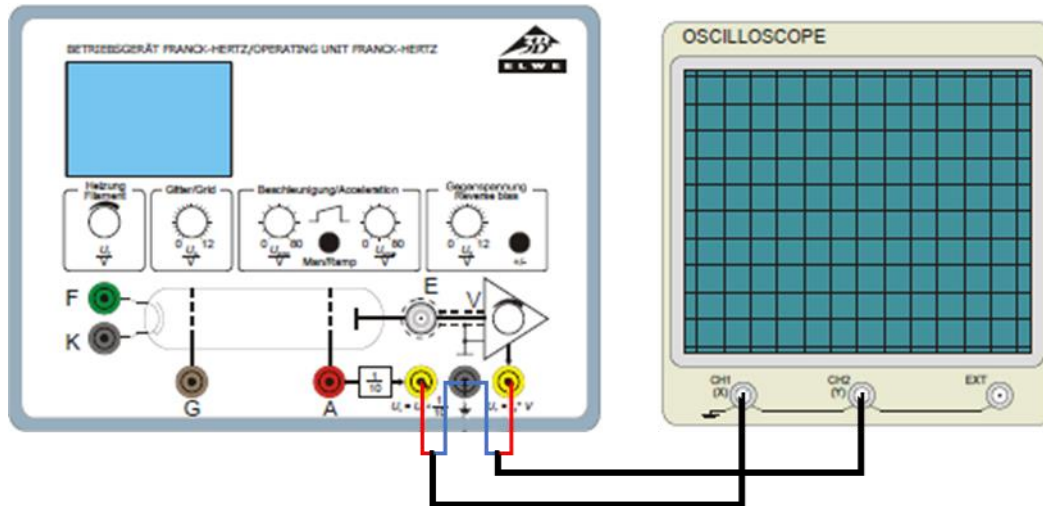 BETRIEBSGERÄT FRANCK-HERTZ/OPERATING UNIT FRANCK-HERTZ
3B
ELWE
OSCILLOSCOPE
Heizung
Filament
Gitter/Grid
Beschleunigung/Acceleration
Gegenspannung
Reverse bias
0 12
0 80
0 80
0 12
V
V
V
V
V
Man/Ramp
+/-
F
K
E
V
G
A
1
10
CH1
(X)
CH2
(Y)
EXT